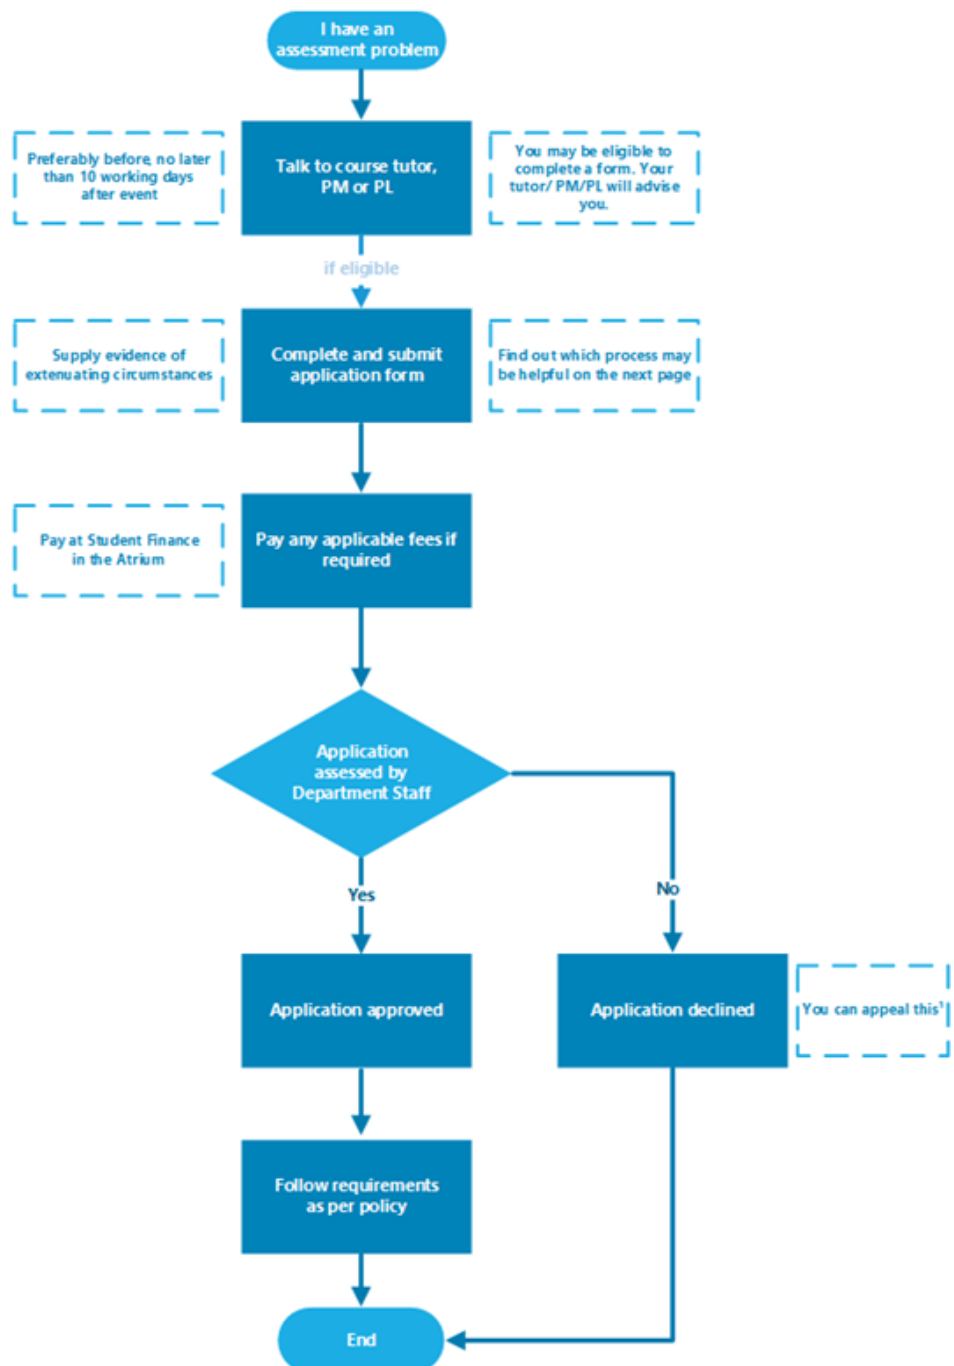 I have an
assessment problem
Preferably before, no later
than 10 working days
after event
Talk to course tutor,
PM or PL
You may be eligible to
complete a form. Your
tutor/ PM/PL will advise
you.
if eligible
Supply evidence of
extenuating circumstances
Complete and submit
application form
Find out which process may
be helpful on the next page
Pay at Student Finance
in the Atrium
Pay any applicable fees if
required
Application
assessed by
Department Staff
Yes
No
Application approved
Application declined
You can appeal this¹
Follow requirements
as per policy
End